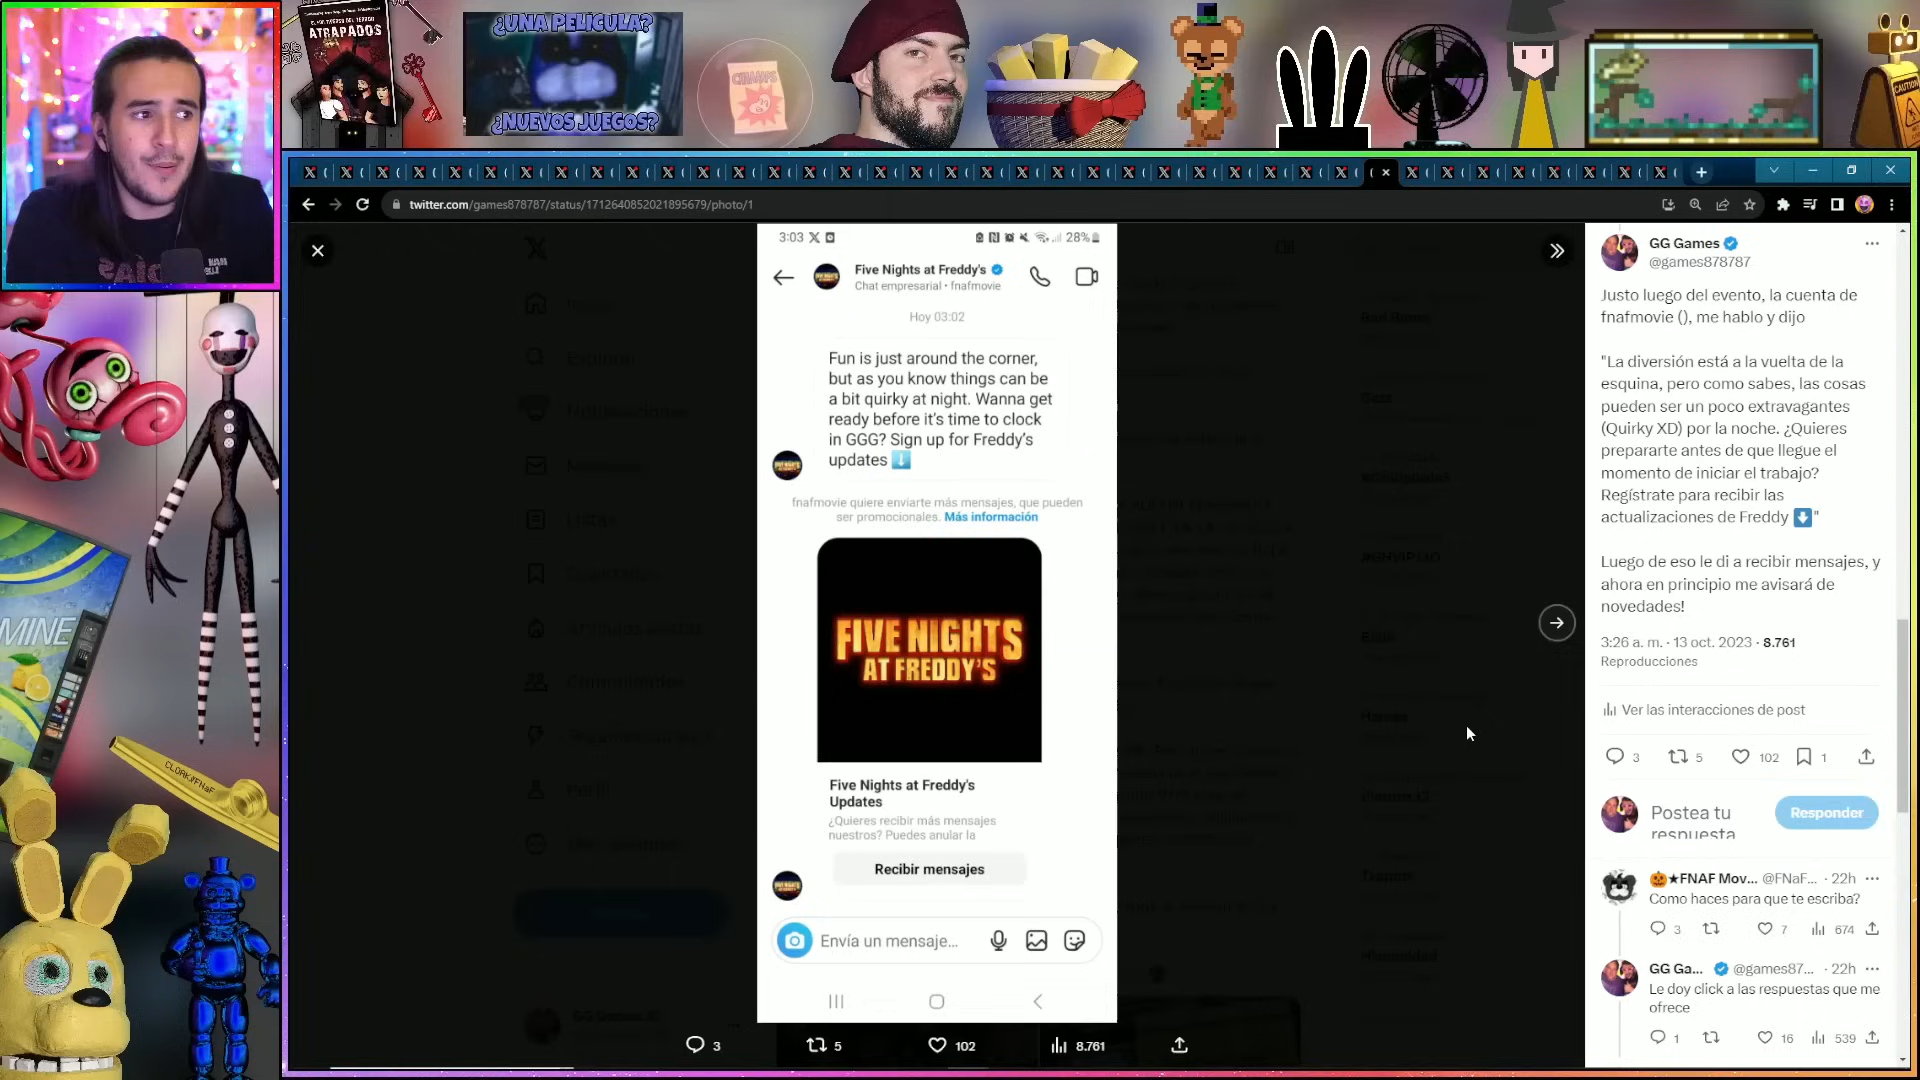 EL MULTIVERSO DEL TERROR
ATRAPADOS
¿UNA PELICULA?
¿NUEVOS JUEGOS?
CHAMPS
CAUTION
twitter.com/games878787/status/1712640852021895679/photo/1
3:03
28%
Five Nights at Freddy's
Chat empresarial • fnafmovie
Hoy 03:02
Fun is just around the corner,
but as you know things can be
a bit quirky at night. Wanna get
ready before it's time to clock
in GGG? Sign up for Freddy's
updates ⬇️
fnafmovie quiere enviarte más mensajes, que pueden
ser promocionales. Más información
FIVE NIGHTS
AT FREDDY'S
Five Nights at Freddy's
Updates
¿Quieres recibir más mensajes
nuestros? Puedes anular la
Recibir mensajes
Envía un mensaje...
3
5
102
8.761
GG Games
@games878787
Justo luego del evento, la cuenta de
fnafmovie (), me hablo y dijo
"La diversión está a la vuelta de la
esquina, pero como sabes, las cosas
pueden ser un poco extravagantes
(Quirky XD) por la noche. ¿Quieres
prepararte antes de que llegue el
momento de iniciar el trabajo?
Regístrate para recibir las
actualizaciones de Freddy ⬇️"
Luego de eso le di a recibir mensajes, y
ahora en principio me avisará de
novedades!
3:26 a. m. · 13 oct. 2023 · 8.761
Reproducciones
Ver las interacciones de post
3 5 102 1
Postea tu
respuesta
Responder
★FNAF Mov... @FNaF... · 22h
Como haces para que te escriba?
3 7 674
GG Ga... @games87... · 22h
Le doy click a las respuestas que me
ofrece
1 16 539
MINE
CLOAKXFNAF